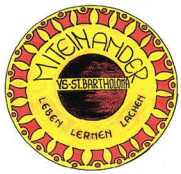 MITEINANDER
VS-ST.BARTHOLOMÄ
LEBEN LERNEN LACHEN